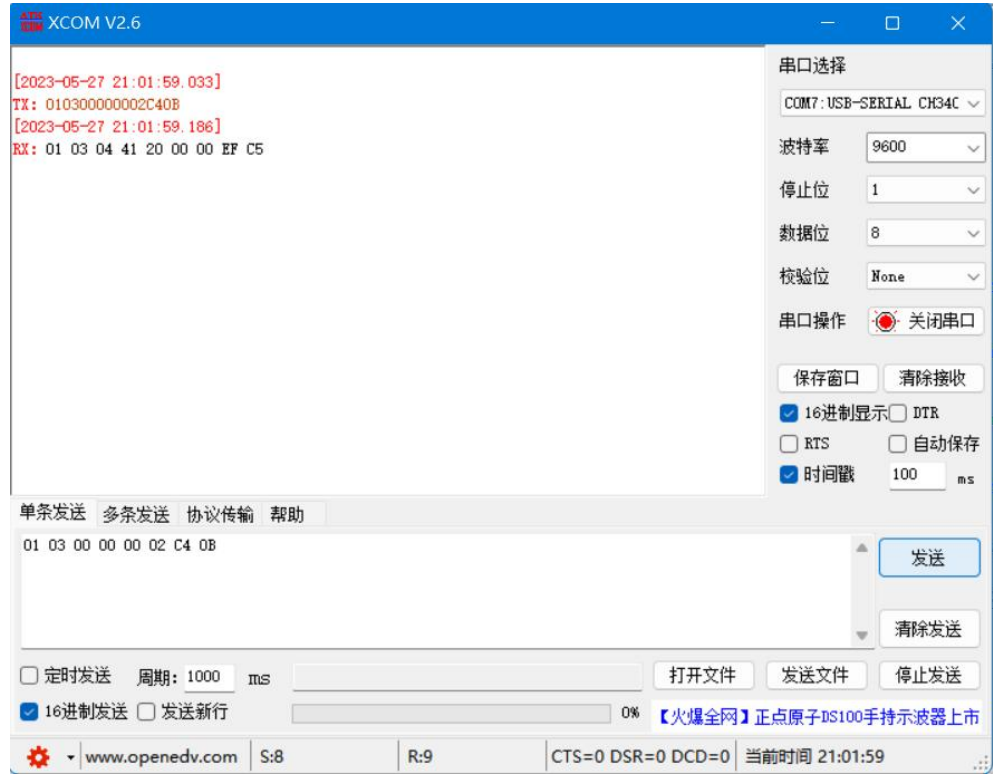 XCOM V2.6
[2023-05-27 21:01:59.033]
TX: 010300000002C40B
[2023-05-27 21:01:59.186]
RX: 01 03 04 41 20 00 00 EF C5
串口选择
COM7:USB-SERIAL CH34C
波特率 9600
停止位 1
数据位 8
校验位 None
串口操作 关闭串口
保存窗口 清除接收
16进制显示 DTR
RTS 自动保存
时间戳 100 ms
单条发送 多条发送 协议传输 帮助
01 03 00 00 00 02 C4 0B
发送
清除发送
定时发送 周期: 1000 ms 打开文件 发送文件 停止发送
16进制发送 发送新行 0% 【火爆全网】正点原子DS100手持示波器上市
www.openedv.com S:8 R:9 CTS=0 DSR=0 DCD=0 当前时间 21:01:59